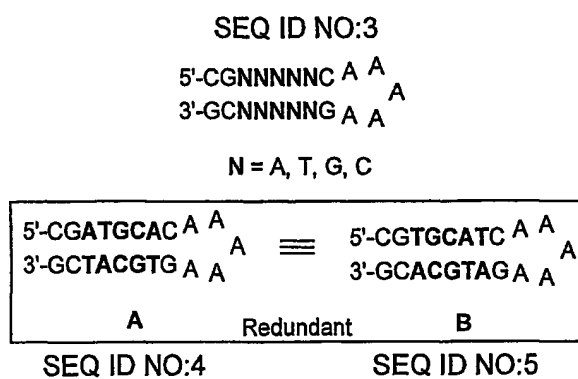 SEQ ID NO:3
5'-CGNNNNNC A A
A
3'-GCNNNNNG A A
N = A, T, G, C
5'-CGATGCAC A A
A
3'-GCTACGTG A A
≡
5'-CGTGCATC A A
A
3'-GCACGTAG A A
A Redundant B
SEQ ID NO:4 SEQ ID NO:5